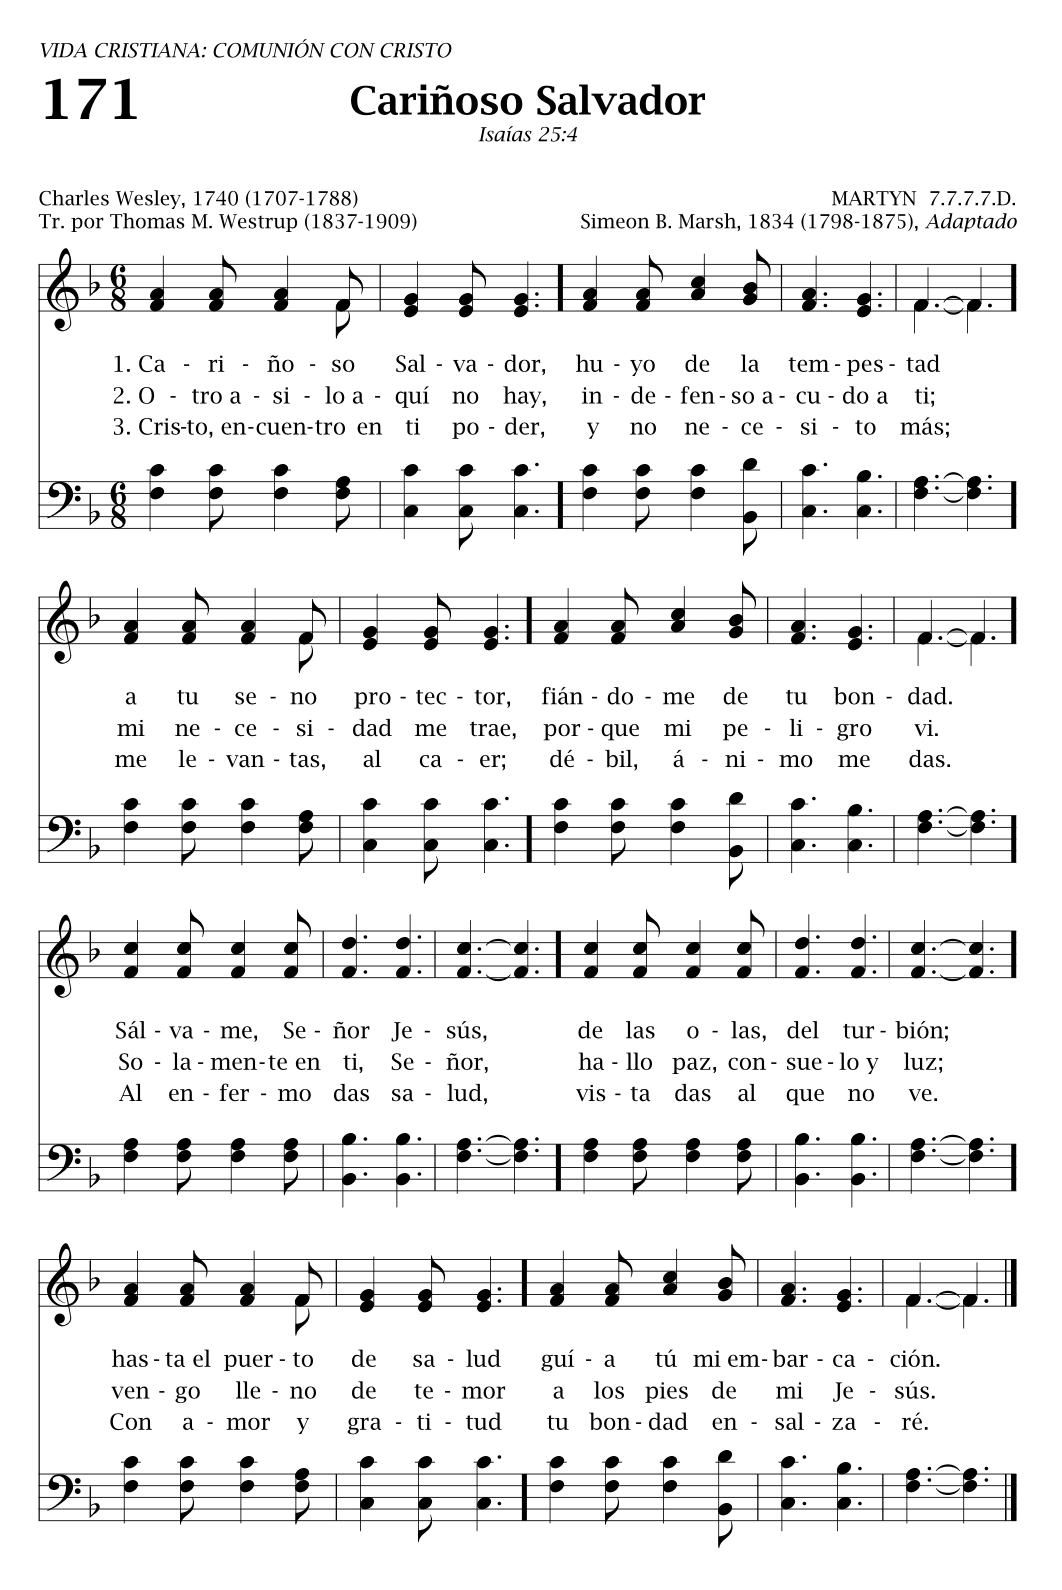 VIDA CRISTIANA: COMUNIÓN CON CRISTO
171
Cariñoso Salvador
Isaías 25:4
Charles Wesley, 1740 (1707-1788)
MARTYN 7.7.7.7.D.
Tr. por Thomas M. Westrup (1837-1909)
Simeon B. Marsh, 1834 (1798-1875), Adaptado
1. Ca - ri - ño - so Sal - va - dor, hu - yo de la tem - pes - tad
2. O - tro a - si - lo a - quí no hay, in - de - fen - so a - cu - do a ti;
3. Cris-to, en-cuen-tro en ti po - der, y no ne - ce - si - to más;
a tu se - no pro - tec - tor, fián - do - me de tu bon - dad.
mi ne - ce - si - dad me trae, por - que mi pe - li - gro vi.
me le - van - tas, al ca - er; dé - bil, á - ni - mo me das.
Sál - va - me, Se - ñor Je - sús, de las o - las, del tur - bión;
So - la - men - te en ti, Se - ñor, ha - llo paz, con - sue - lo y luz;
Al en - fer - mo das sa - lud, vis - ta das al que no ve.
has - ta el puer - to de sa - lud guí - a tú mi em - bar - ca - ción.
ven - go lle - no de te - mor a los pies de mi Je - sús.
Con a - mor y gra - ti - tud tu bon - dad en - sal - za - ré.